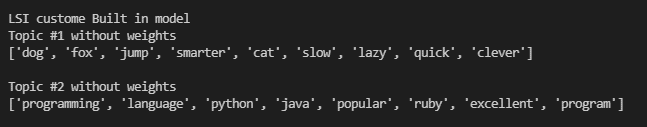 LSI custome Built in model
Topic #1 without weights
['dog', 'fox', 'jump', 'smarter', 'cat', 'slow', 'lazy', 'quick', 'clever']
Topic #2 without weights
['programming', 'language', 'python', 'java', 'popular', 'ruby', 'excellent', 'program']